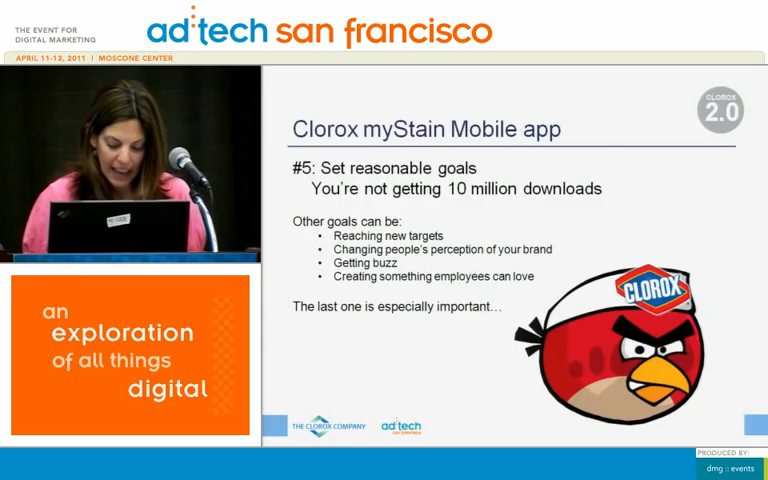 THE EVENT FOR
DIGITAL MARKETING
ad:tech san francisco
APRIL 11-13, 2011 | MOSCONE CENTER
CLOROX
2.0
Clorox myStain Mobile app
#5: Set reasonable goals
You're not getting 10 million downloads
Other goals can be:
• Reaching new targets
• Changing people's perception of your brand
• Getting buzz
• Creating something employees can love
The last one is especially important…
CLOROX
an
exploration
of all things
digital
THE CLOROX COMPANY
ad:tech
san francisco
PRODUCED BY:
dmg :: events